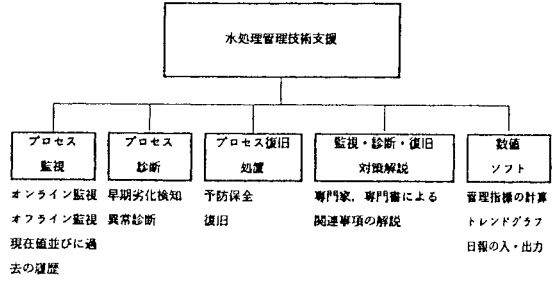 水処理管理技術支援
プロセス
監視
プロセス
診断
プロセス復旧
処置
監視・診断・復旧
対策解説
数値
ソフト
オンライン監視
オフライン監視
現在値並びに過
去の履歴
早期劣化検知
異常診断
予防保全
復旧
専門家，専門書による
関連事項の解説
管理指標の計算
トレンドグラフ
日報の入・出力